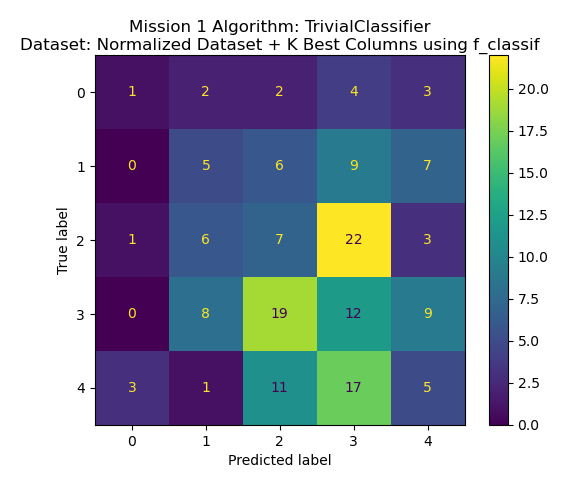 Mission 1 Algorithm: TrivialClassifier
Dataset: Normalized Dataset + K Best Columns using f_classif
0 1 2 2 4 3
1 0 5 6 9 7
2 1 6 7 22 3
3 0 8 19 12 9
4 3 1 11 17 5
0 1 2 3 4
Predicted label
True label
20.0
17.5
15.0
12.5
10.0
7.5
5.0
2.5
0.0